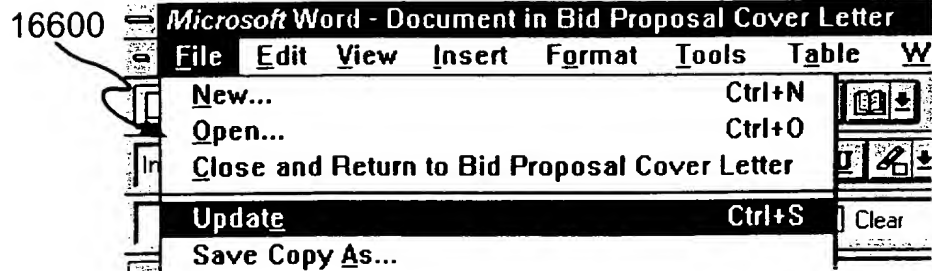 16600
Microsoft Word - Document in Bid Proposal Cover Letter
File Edit View Insert Format Tools Table W
New... Ctrl+N
Open... Ctrl+O
In
Close and Return to Bid Proposal Cover Letter
Update Ctrl+S
Clear
Save Copy As...